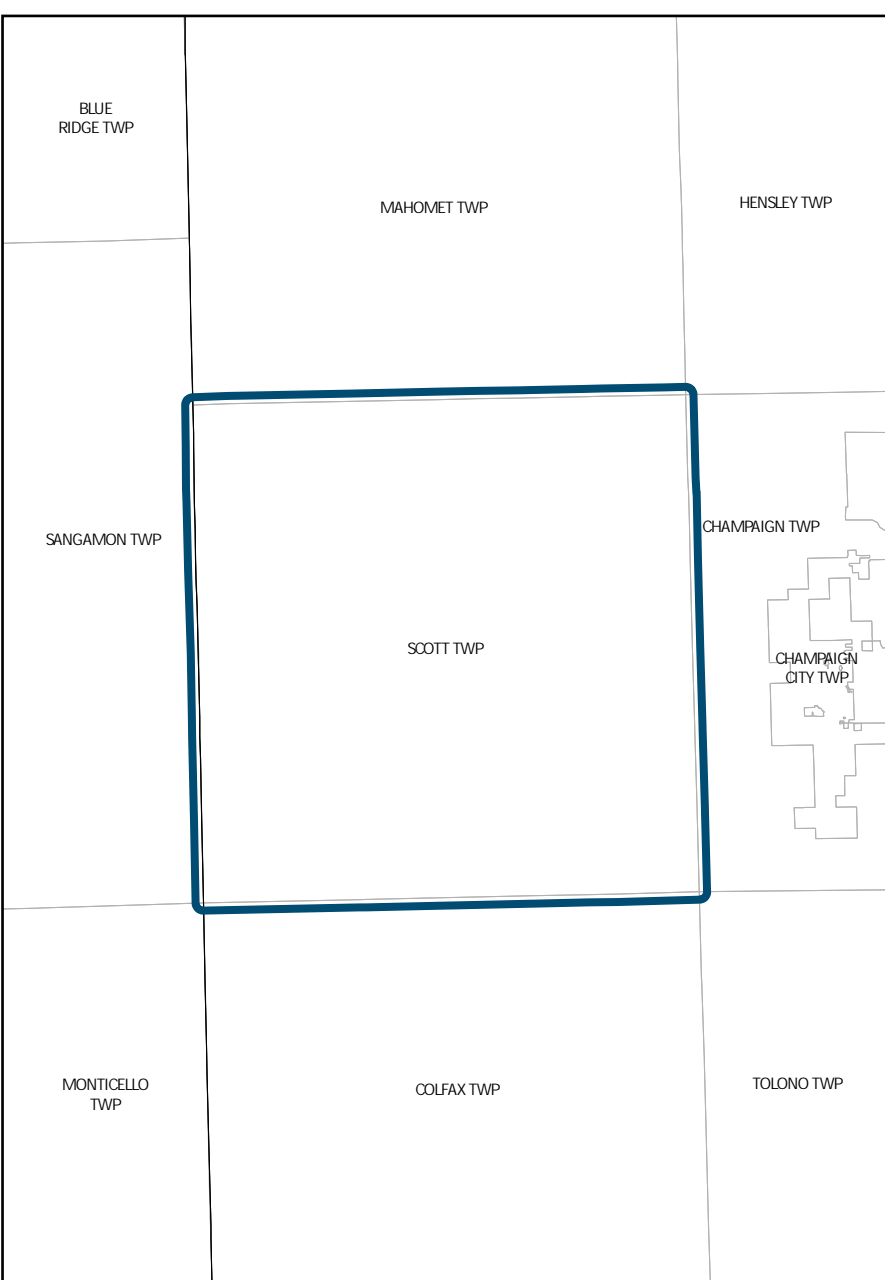 BLUE
RIDGE TWP
MAHOMET TWP
HENSLEY TWP
SANGAMON TWP
CHAMPAIGN TWP
SCOTT TWP
CHAMPAIGN
CITY TWP
MONTICELLO
TWP
COLFAX TWP
TOLONO TWP